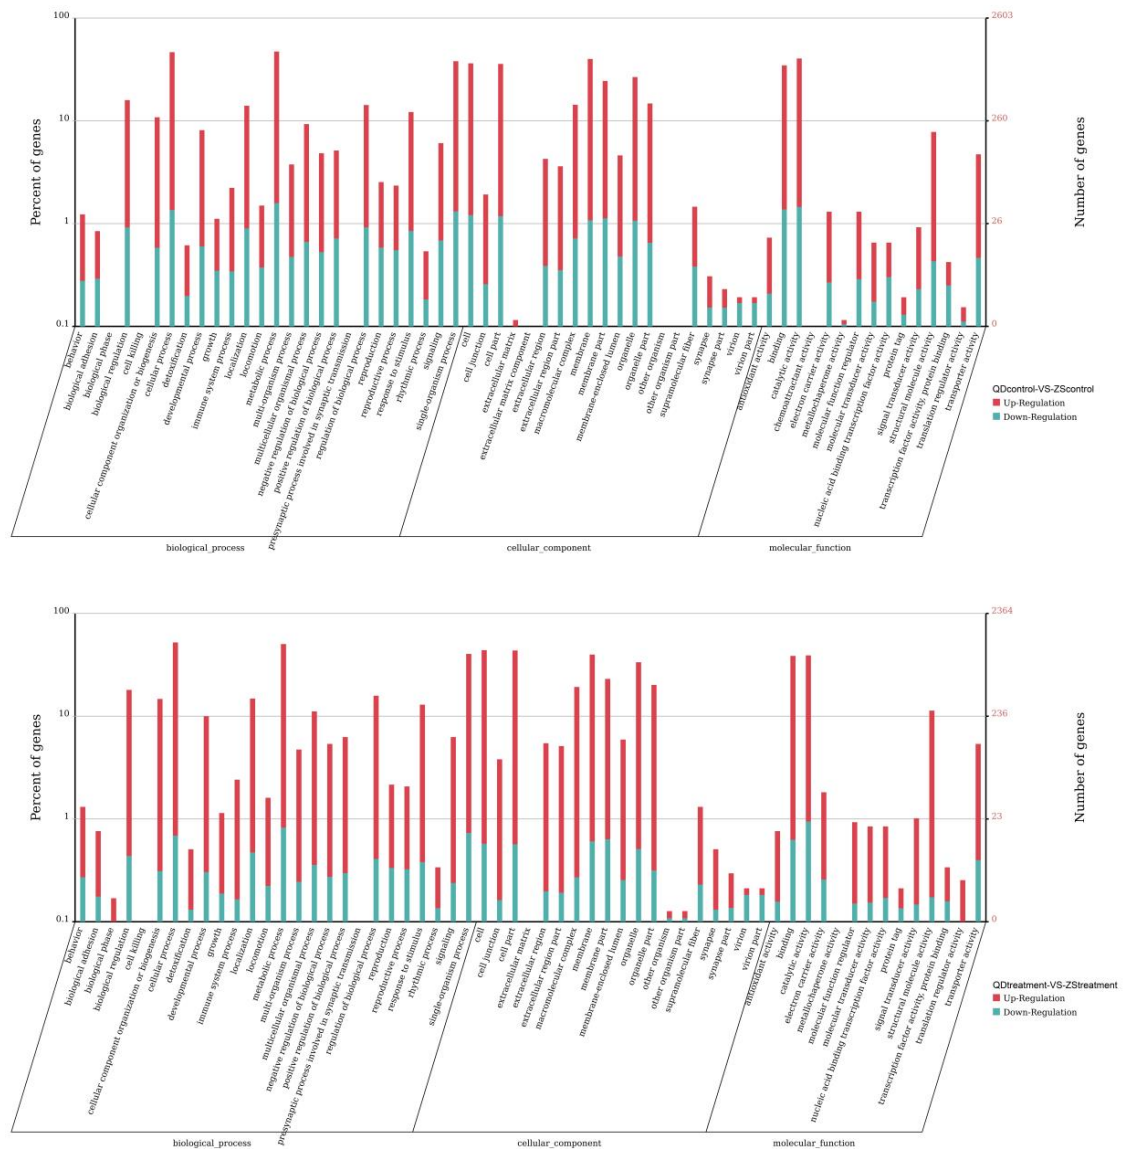 100
2603
10
260
1
26
0.1
0
Percent of genes
Number of genes
behavior
biological adhesion
biological phase
biological regulation
cell killing
cellular component organization or biogenesis
cellular process
detoxification
developmental process
growth
immune system process
localization
locomotion
metabolic process
multi-organism process
multicellular organismal process
negative regulation of biological process
positive regulation of biological process
presynaptic process involved in synaptic transmission
regulation of biological process
reproduction
reproductive process
response to stimulus
rhythmic process
signaling
single-organism process
cell
cell junction
cell part
extracellular matrix
extracellular matrix component
extracellular region
extracellular region part
macromolecular complex
membrane
membrane part
membrane-enclosed lumen
organelle
organelle part
other organism
other organism part
supramolecular fiber
synapse
synapse part
virion
virion part
antioxidant activity
binding
catalytic activity
chemoattractant activity
electron carrier activity
metallochaperone activity
molecular function regulator
molecular transducer activity
nucleic acid binding transcription factor activity
protein tag
signal transducer activity
structural molecule activity
transcription factor activity, protein binding
translation regulator activity
transporter activity
QDcontrol-VS-ZScontrol
Up-Regulation
Down-Regulation
biological_process
cellular_component
molecular_function
100
2364
10
236
1
23
0.1
0
Percent of genes
Number of genes
behavior
biological adhesion
biological phase
biological regulation
cell killing
cellular component organization or biogenesis
cellular process
detoxification
developmental process
growth
immune system process
localization
locomotion
metabolic process
multi-organism process
multicellular organismal process
negative regulation of biological process
positive regulation of biological process
presynaptic process involved in synaptic transmission
regulation of biological process
reproduction
reproductive process
response to stimulus
rhythmic process
signaling
single-organism process
cell
cell junction
cell part
extracellular matrix
extracellular region
extracellular region part
macromolecular complex
membrane
membrane part
membrane-enclosed lumen
organelle
organelle part
other organism
other organism part
supramolecular fiber
synapse
synapse part
virion
virion part
antioxidant activity
binding
catalytic activity
electron carrier activity
metallochaperone activity
molecular function regulator
molecular transducer activity
nucleic acid binding transcription factor activity
protein tag
signal transducer activity
structural molecule activity
transcription factor activity, protein binding
translation regulator activity
transporter activity
QDtreatment-VS-ZStreatment
Up-Regulation
Down-Regulation
biological_process
cellular_component
molecular_function